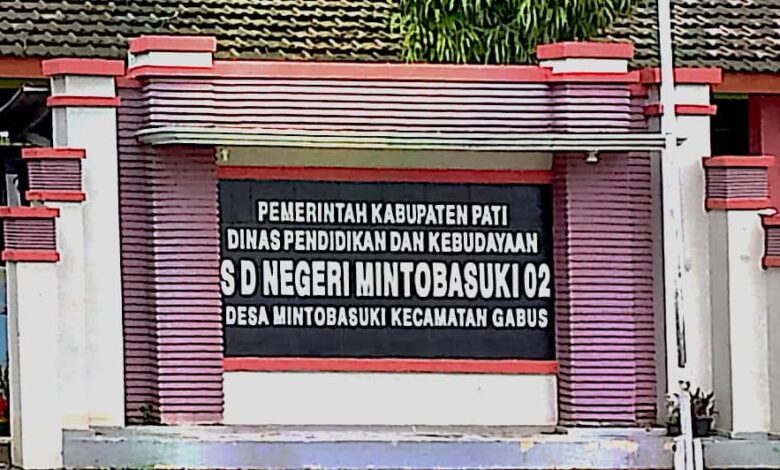 PEMERINTAH KABUPATEN PATI
DINAS PENDIDIKAN DAN KEBUDAYAAN
S D NEGERI MINTOBASUKI 02
DESA MINTOBASUKI KECAMATAN GABUS